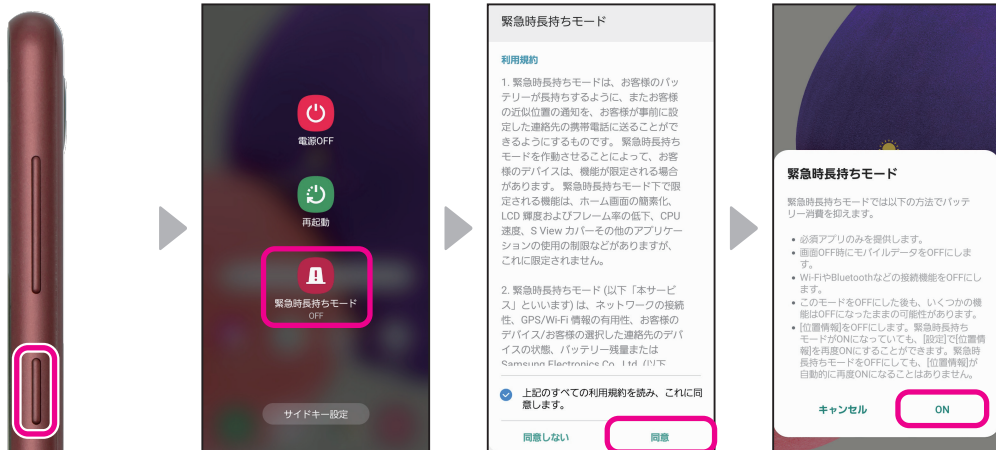 電源OFF
再起動
緊急時長持ちモード
OFF
サイドキー設定
緊急時長持ちモード
利用規約
1. 緊急時長持ちモードは、お客様のバッ
テリーが長持ちするように、またお客様
の近似位置の通知を、お客様が事前に設
定した連絡先の携帯電話に送ることがで
きるようにするものです。 緊急時長持ち
モードを作動させることによって、お客
様のデバイスは、機能が限定される場合
があります。 緊急時長持ちモード下で限
定される機能は、ホーム画面の簡素化、
LCD 輝度およびフレーム率の低下、CPU
速度、S View カバーその他のアプリケー
ションの使用の制限などがありますが、
これに限定されません。
2. 緊急時長持ちモード (以下「本サービ
ス」といいます) は、ネットワークの接続
性、GPS/Wi-Fi 情報の有用性、お客様の
デバイス/お客様の選択した連絡先のデバ
イスの状態、バッテリー残量または
Samsung Electronics Co., Ltd. (以下
上記のすべての利用規約を読み、これに同
意します。
同意しない
同意
緊急時長持ちモード
緊急時長持ちモードでは以下の方法でバッテ
リー消費を抑えます。
• 必須アプリのみを提供します。
• 画面OFF時にモバイルデータをOFFにしま
す。
• Wi-FiやBluetoothなどの接続機能をOFFにし
ます。
• このモードをOFFにした後も、いくつかの機
能はOFFになったままの可能性があります。
• [位置情報]をOFFにします。緊急時長持ち
モードがONになっていても、[設定]で[位置情
報]を再度ONにすることができます。緊急時
長持ちモードをOFFにしても、[位置情報]が
自動的に再度ONになることはありません。
キャンセル
ON